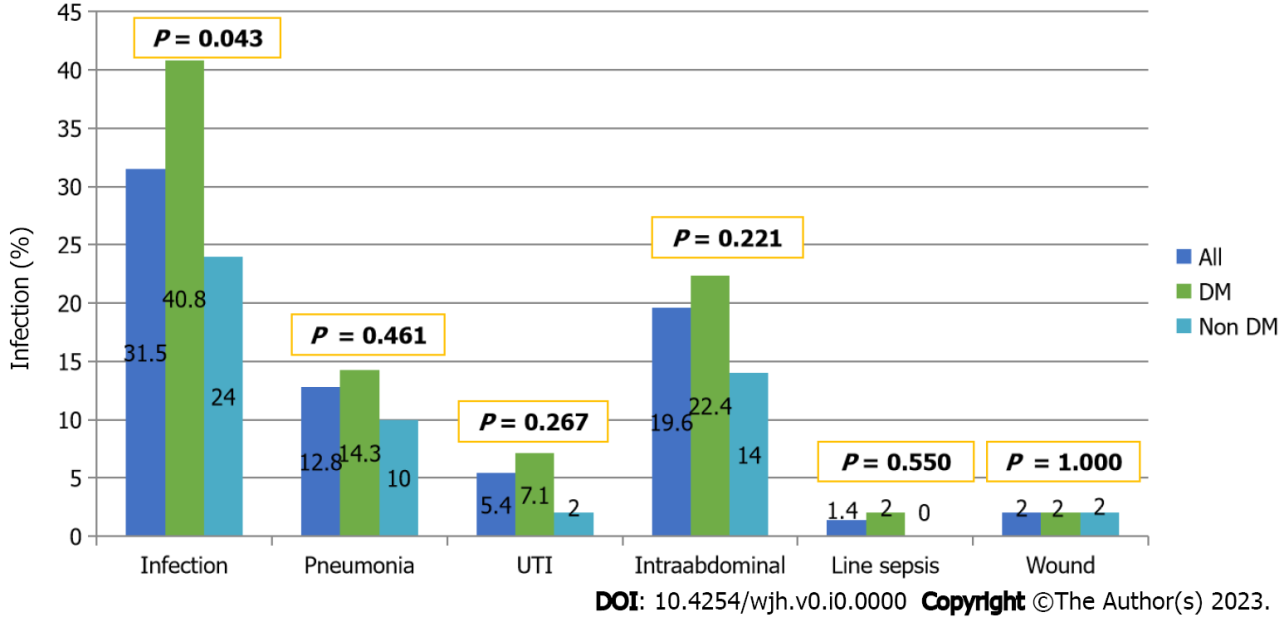 45
40
35
30
25
20
15
10
5
0
Infection (%)
P = 0.043
P = 0.461
P = 0.267
P = 0.221
P = 0.550
P = 1.000
31.5
40.8
24
12.8
14.3
10
5.4
7.1
2
19.6
22.4
14
1.4
2
0
2
2
2
Infection
Pneumonia
UTI
Intraabdominal
Line sepsis
Wound
All
DM
Non DM
DOI: 10.4254/wjh.v0.i0.0000 Copyright ©The Author(s) 2023.